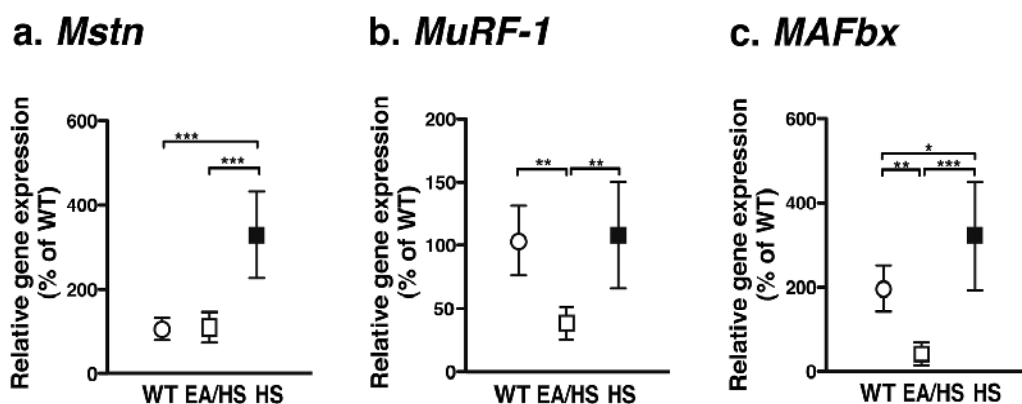 a. Mstn
Relative gene expression
(% of WT)
600
400
200
0
***
***
WT EA/HS HS
b. MuRF-1
Relative gene expression
(% of WT)
200
150
100
50
0
**
**
WT EA/HS HS
c. MAFbx
Relative gene expression
(% of WT)
600
400
200
0
*
**
***
WT EA/HS HS